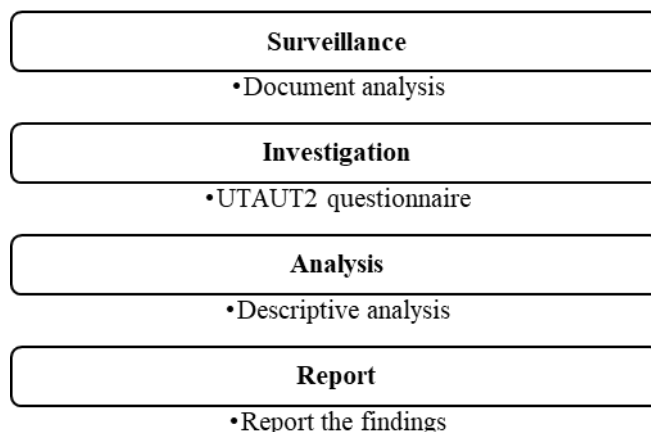 Surveillance
•Document analysis
Investigation
•UTAUT2 questionnaire
Analysis
•Descriptive analysis
Report
•Report the findings